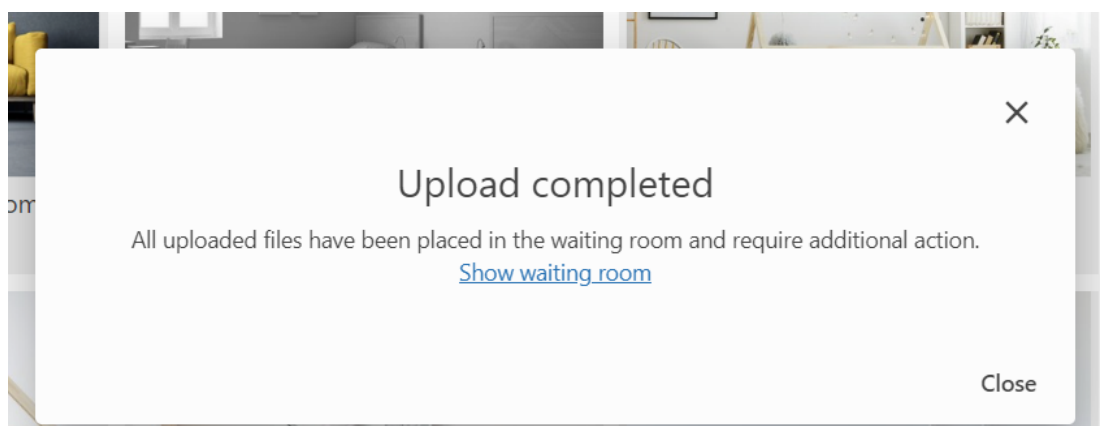 Upload completed
All uploaded files have been placed in the waiting room and require additional action.
Show waiting room
Close